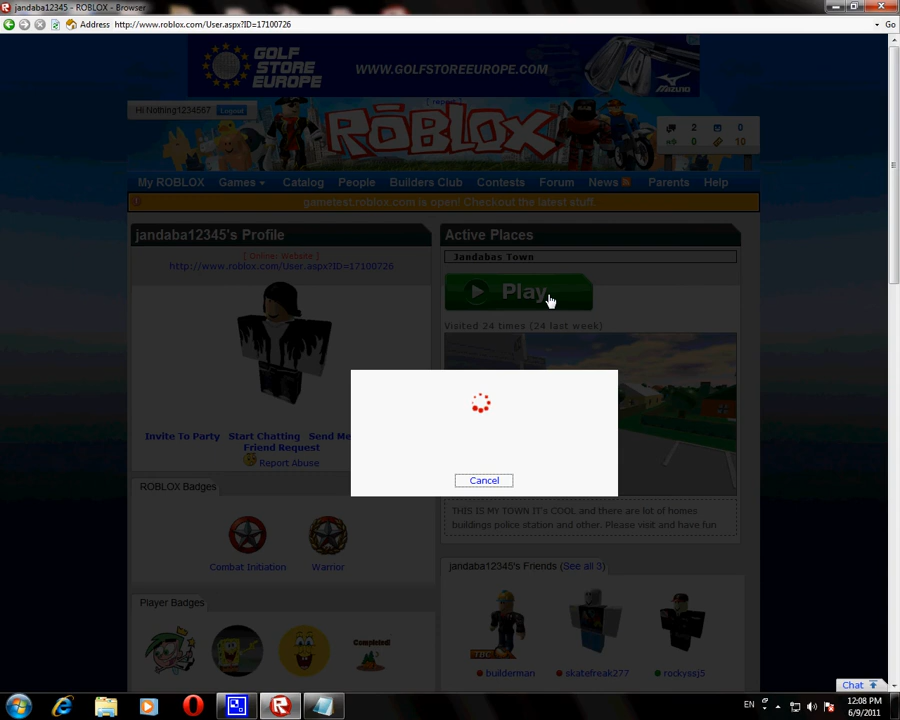 jandaba12345 - ROBLOX - Browser
Address http://www.roblox.com/User.aspx?ID=17100726
Go
GOLF
STORE
EUROPE
WWW.GOLFSTOREEUROPE.COM
MIZUNO
Hi Nothing1234567 Logout
ROBLOX
2 0
0 10
My ROBLOX Games Catalog People Builders Club Contests Forum News Parents Help
gametest.roblox.com is open! Checkout the latest stuff.
jandaba12345's Profile
[ Online: Website ]
http://www.roblox.com/User.aspx?ID=17100726
Invite To Party Start Chatting Send Me
Friend Request
Report Abuse
ROBLOX Badges
Combat Initiation Warrior
Player Badges
Completed!
Active Places
Jandabas Town
Play
Visited 24 times (24 last week)
Cancel
THIS IS MY TOWN IT's COOL and there are lot of homes
buildings police station and other. Please visit and have fun
jandaba12345's Friends (See all 3)
TBC
builderman skatefreak277 rockyssj5
Chat
EN
12:08 PM
6/9/2011